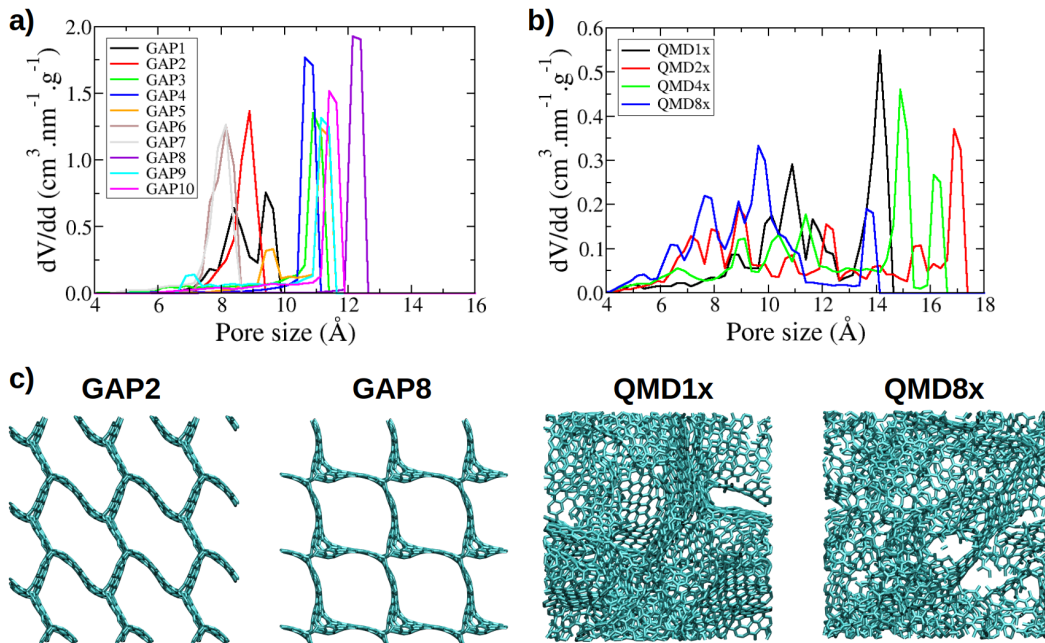 a)
2.0
1.5
1.0
0.5
0.0
dV/dd (cm³ .nm⁻¹.g⁻¹)
GAP1
GAP2
GAP3
GAP4
GAP5
GAP6
GAP7
GAP8
GAP9
GAP10
4 6 8 10 12 14 16
Pore size (Å)
b)
0.6
0.5
0.3
0.2
0.1
0.0
dV/dd (cm³ .nm⁻¹.g⁻¹)
QMD1x
QMD2x
QMD4x
QMD8x
4 6 8 10 12 14 16 18
Pore size (Å)
c)
GAP2 GAP8 QMD1x QMD8x